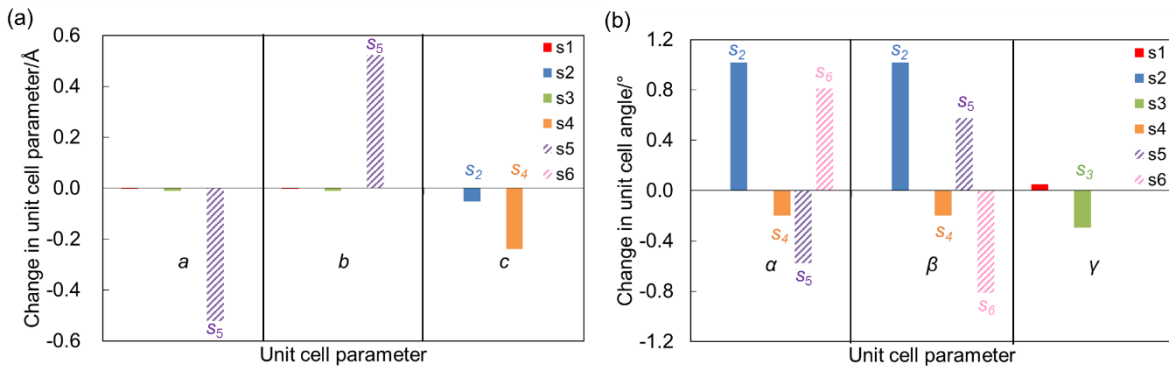 (a)
Change in unit cell parameter/Å
0.6
0.4
0.2
0.0
-0.2
-0.4
-0.6
s5
s5
s2
s4
a
b
c
s1
s2
s3
s4
s5
s6
Unit cell parameter
(b)
Change in unit cell angle/°
1.2
0.8
0.4
0.0
-0.4
-0.8
-1.2
s2
s4
s5
s6
s2
s4
s5
s6
s3
α
β
γ
s1
s2
s3
s4
s5
s6
Unit cell parameter